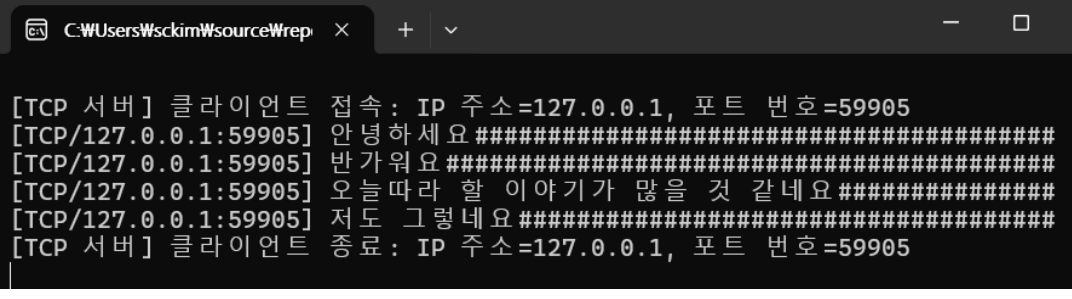 C:₩Users₩sckim₩source₩rep
[TCP 서버] 클라이언트 접속: IP 주소=127.0.0.1, 포트 번호=59905
[TCP/127.0.0.1:59905] 안녕하세요########################################
[TCP/127.0.0.1:59905] 반가워요##########################################
[TCP/127.0.0.1:59905] 오늘따라 할 이야기가 많을 것 같네요###############
[TCP/127.0.0.1:59905] 저도 그렇네요#####################################
[TCP 서버] 클라이언트 종료: IP 주소=127.0.0.1, 포트 번호=59905